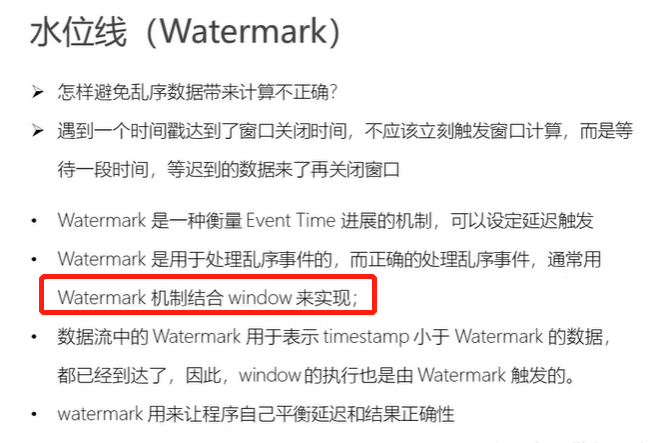 水位线（Watermark）
➢ 怎样避免乱序数据带来计算不正确?
➢ 遇到一个时间戳达到了窗口关闭时间，不应该立刻触发窗口计算，而是等
待一段时间，等迟到的数据来了再关闭窗口
• Watermark 是一种衡量 Event Time 进展的机制，可以设定延迟触发
• Watermark 是用于处理乱序事件的，而正确的处理乱序事件，通常用
Watermark 机制结合 window 来实现；
• 数据流中的 Watermark 用于表示 timestamp 小于 Watermark 的数据，
都已经到达了，因此，window 的执行也是由 Watermark 触发的。
• watermark 用来让程序自己平衡延迟和结果正确性